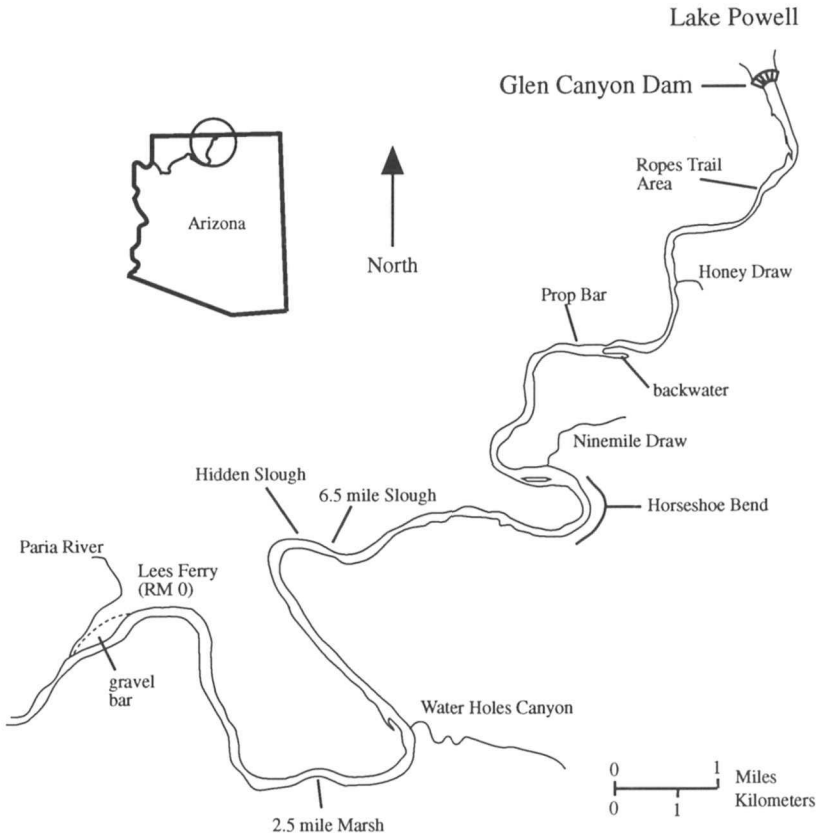 Lake Powell
Glen Canyon Dam
Ropes Trail
Area
Arizona
North
Honey Draw
Prop Bar
backwater
Ninemile Draw
Hidden Slough
6.5 mile Slough
Horseshoe Bend
Paria River
Lees Ferry
(RM 0)
gravel
bar
Water Holes Canyon
0 1
Miles
Kilometers
0 1
2.5 mile Marsh